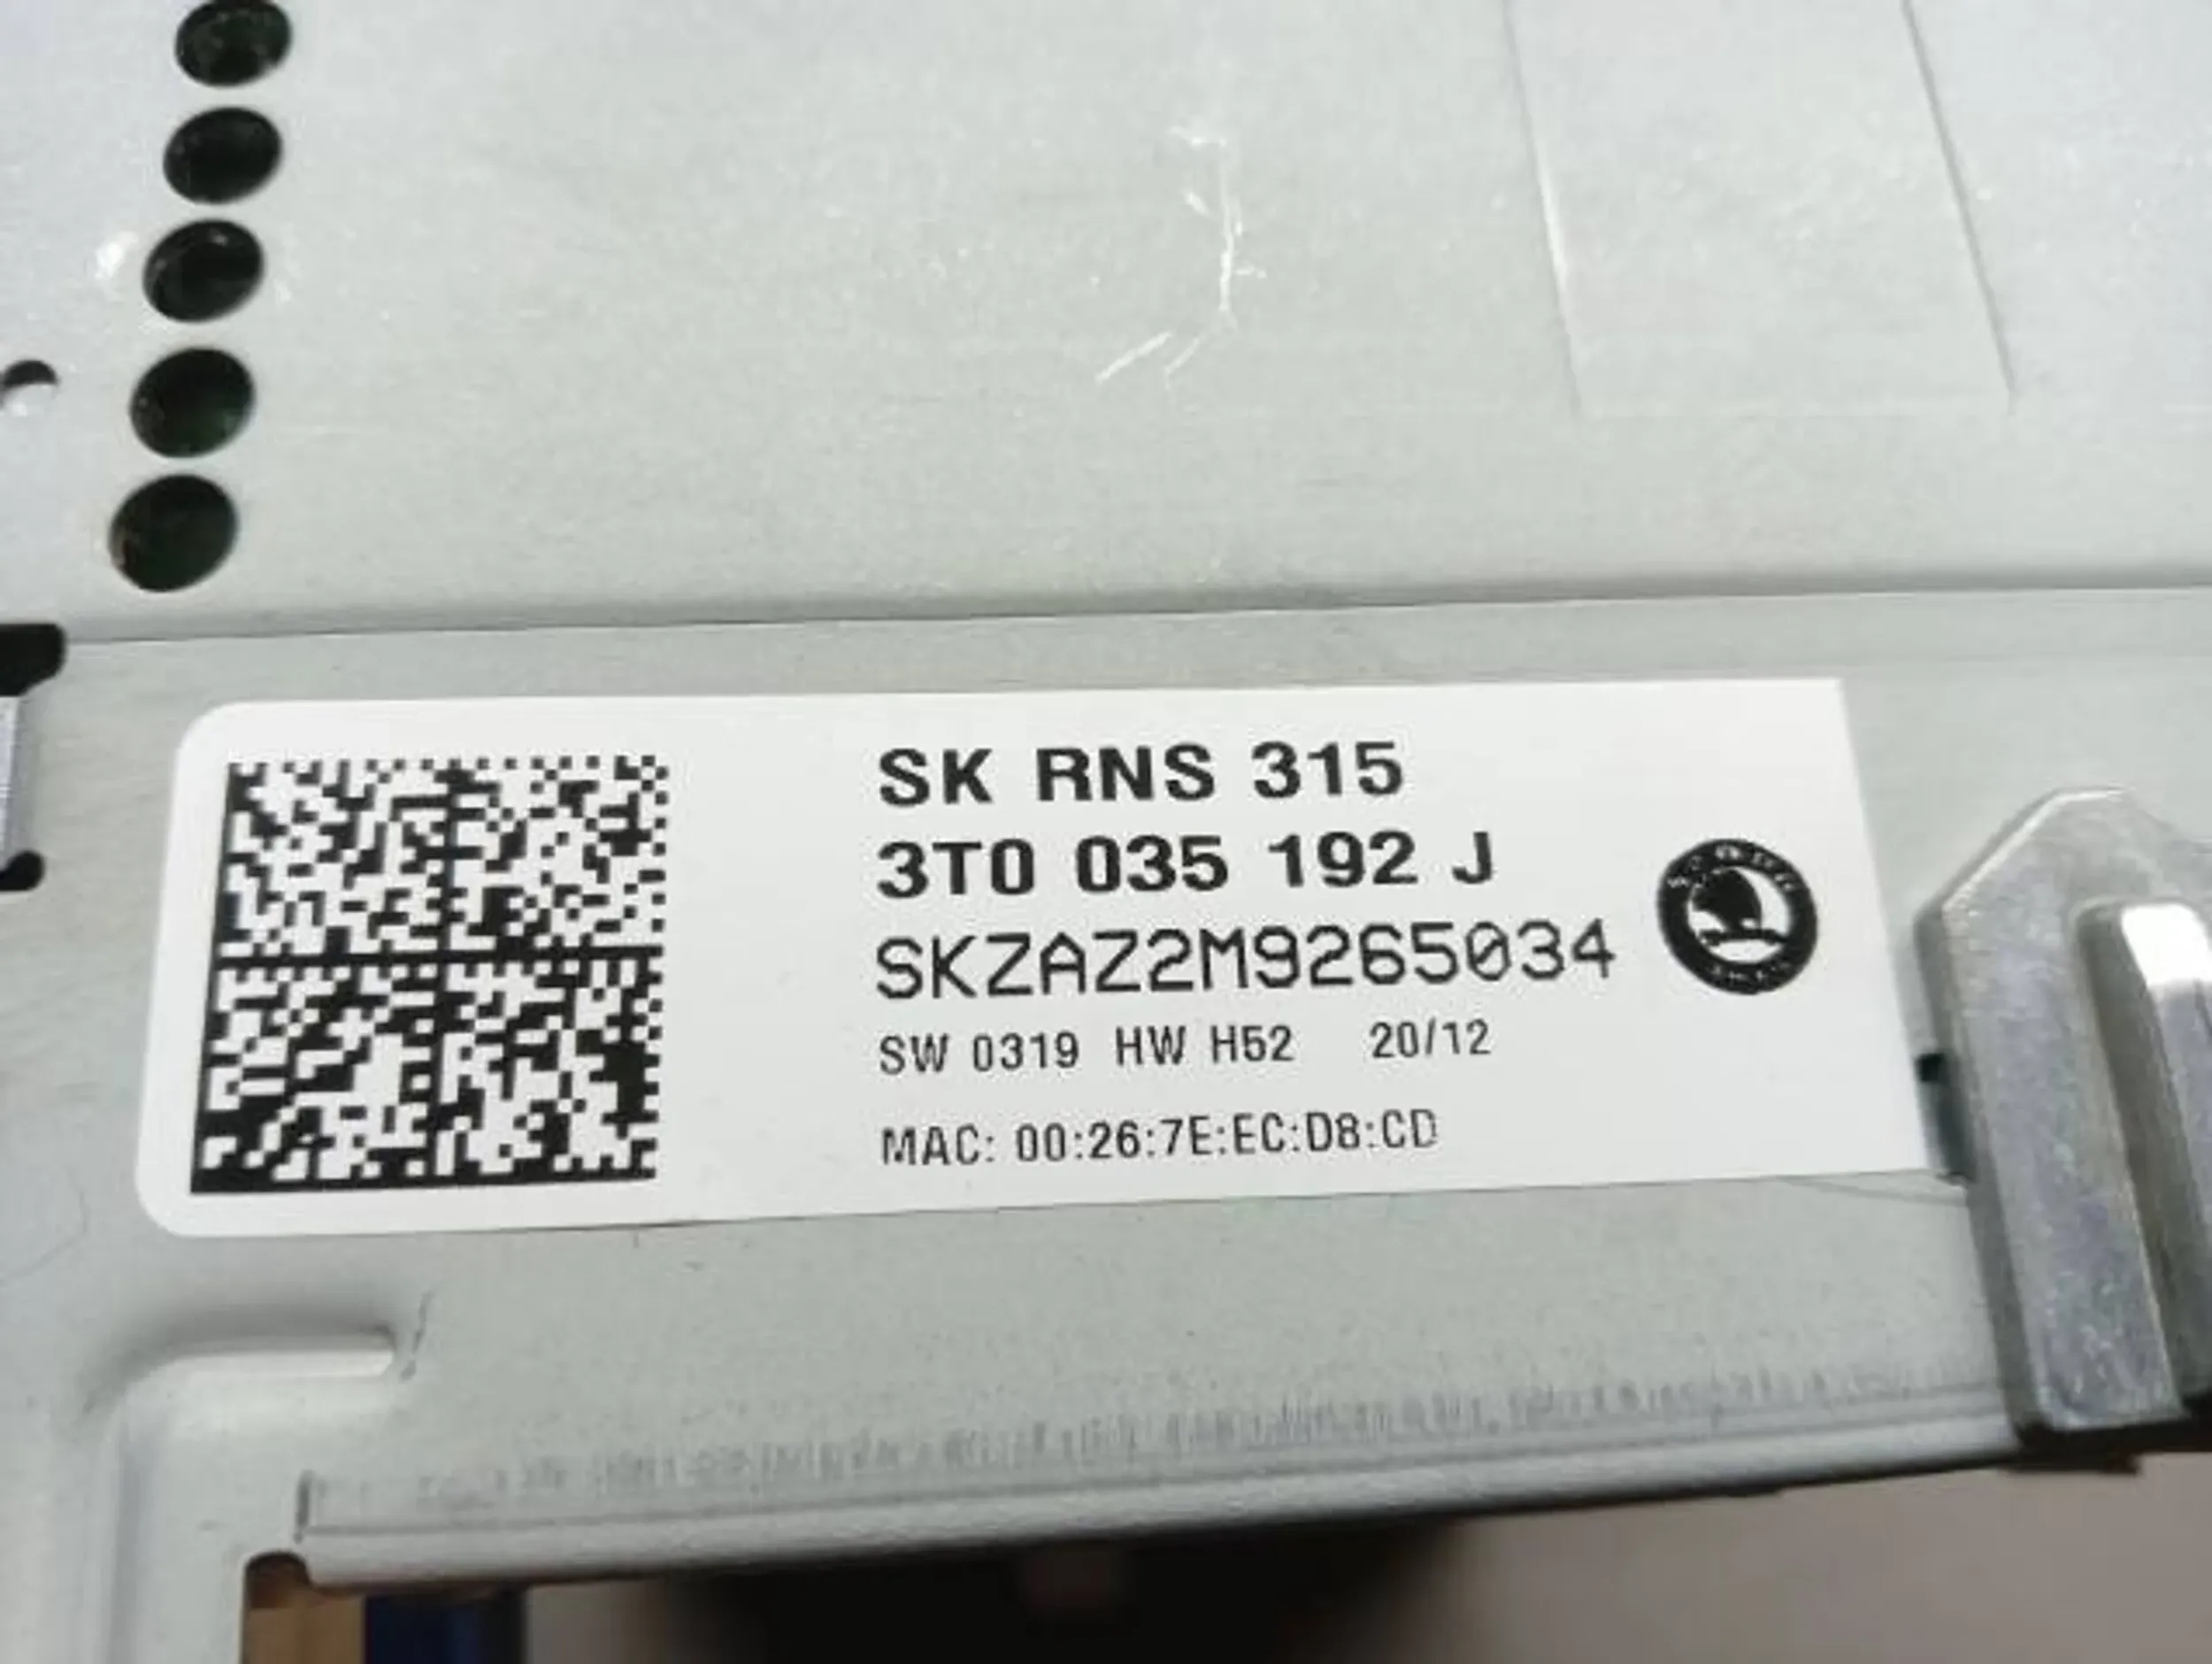 SK RNS 315
3T0 035 192 J
SKZAZ2M9265034
SW 0319 HW H52 20/12
MAC: 00:26:7E:EC:D8:CD